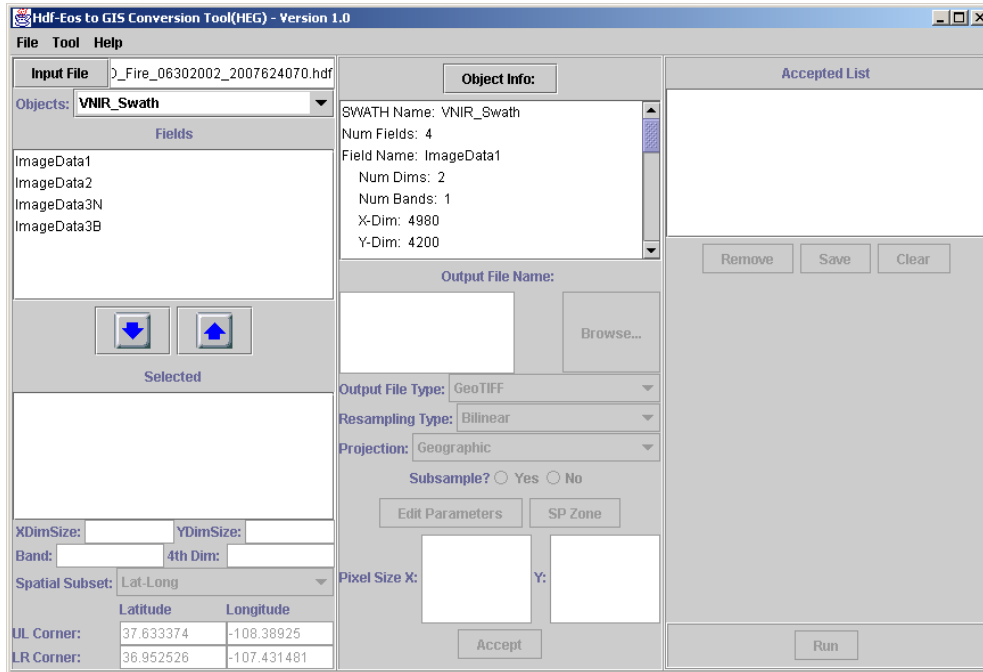 Hdf-Eos to GIS Conversion Tool(HEG) - Version 1.0
File Tool Help
Input File
_Fire_06302002_2007624070.hdf
Objects: VNIR_Swath
Fields
ImageData1
ImageData2
ImageData3N
ImageData3B
Selected
XDimSize: YDimSize:
Band: 4th Dim:
Spatial Subset: Lat-Long
Latitude Longitude
UL Corner: 37.633374 -108.38925
LR Corner: 36.952526 -107.431481
Object Info:
SWATH Name: VNIR_Swath
Num Fields: 4
Field Name: ImageData1
Num Dims: 2
Num Bands: 1
X-Dim: 4980
Y-Dim: 4200
Output File Name:
Browse...
Output File Type: GeoTIFF
Resampling Type: Bilinear
Projection: Geographic
Subsample? Yes No
Edit Parameters SP Zone
Pixel Size X: Y:
Accept
Accepted List
Remove Save Clear
Run